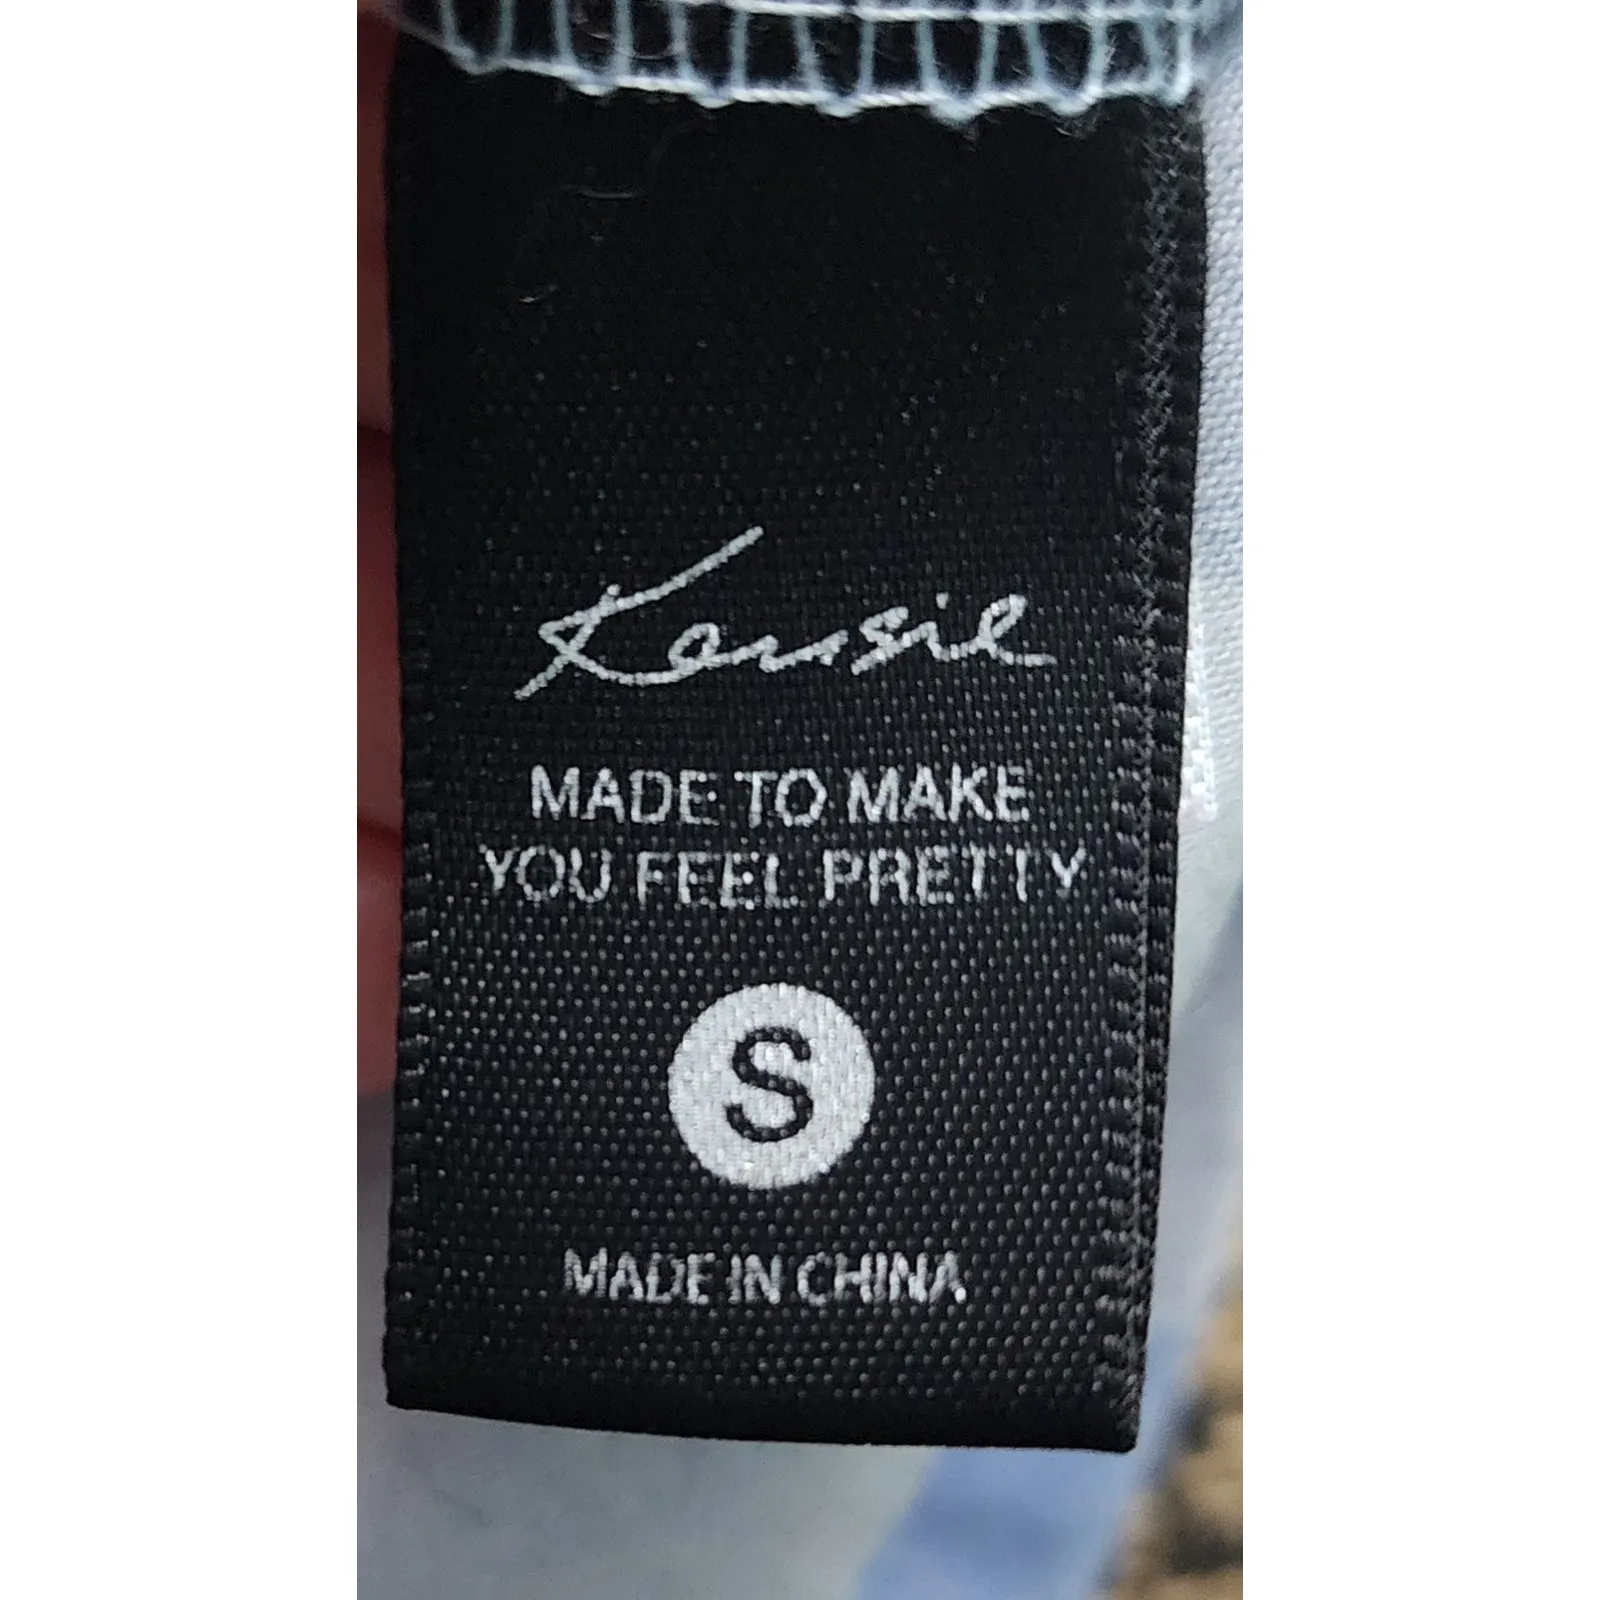 Kensie
MADE TO MAKE
YOU FEEL PRETTY
S
MADE IN CHINA